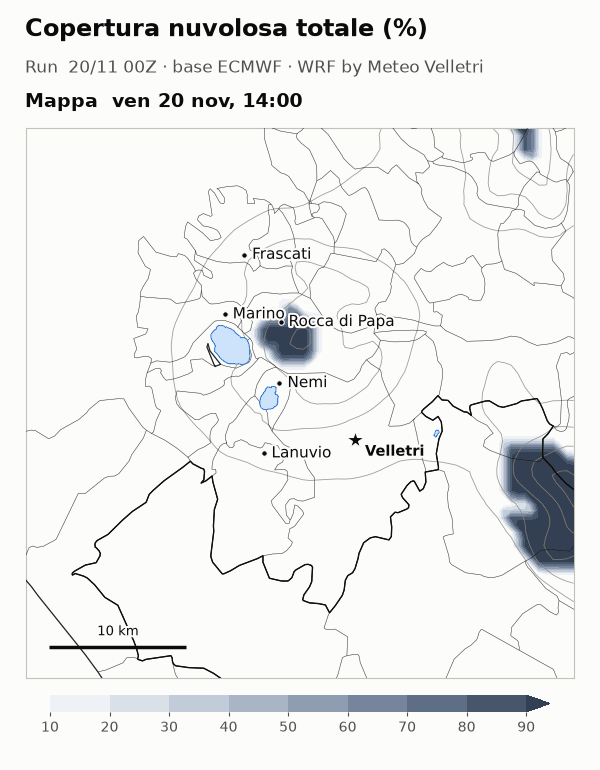 Copertura nuvolosa totale (%)
Run 20/11 00Z · base ECMWF · WRF by Meteo Velletri
Mappa ven 20 nov, 14:00
Frascati
Marino
Rocca di Papa
Nemi
Velletri
Lanuvio
10 km
10 20 30 40 50 60 70 80 90